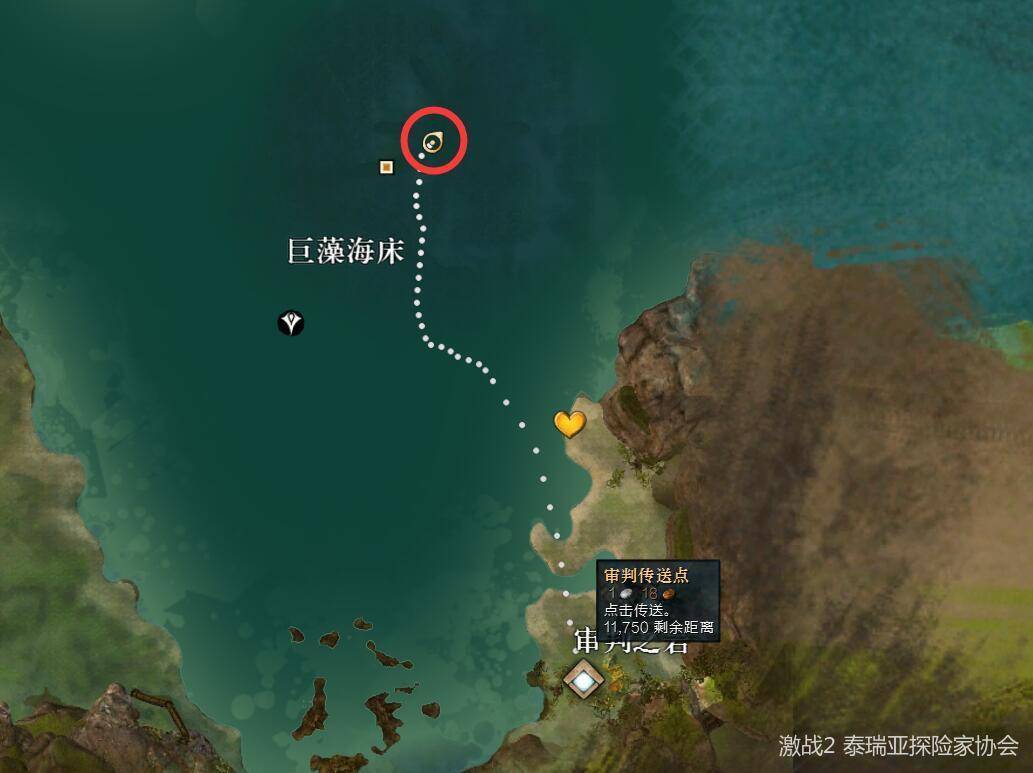 巨藻海床
审判传送点
1 18
点击传送。
11,750 剩余距离
审判之岩
激战2 泰瑞亚探险家协会